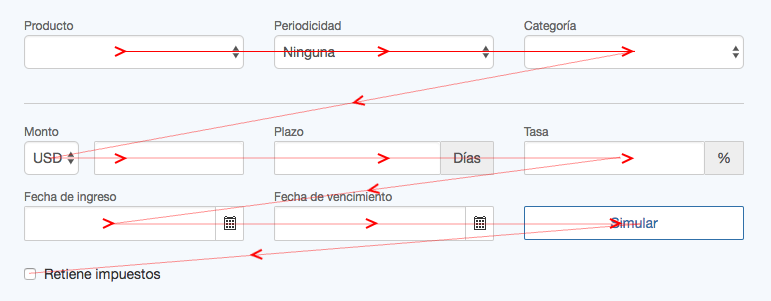 Producto Periodicidad Categoría
Ninguna
Monto Plazo Tasa
USD Días %
Fecha de ingreso Fecha de vencimiento
Simular
Retiene impuestos